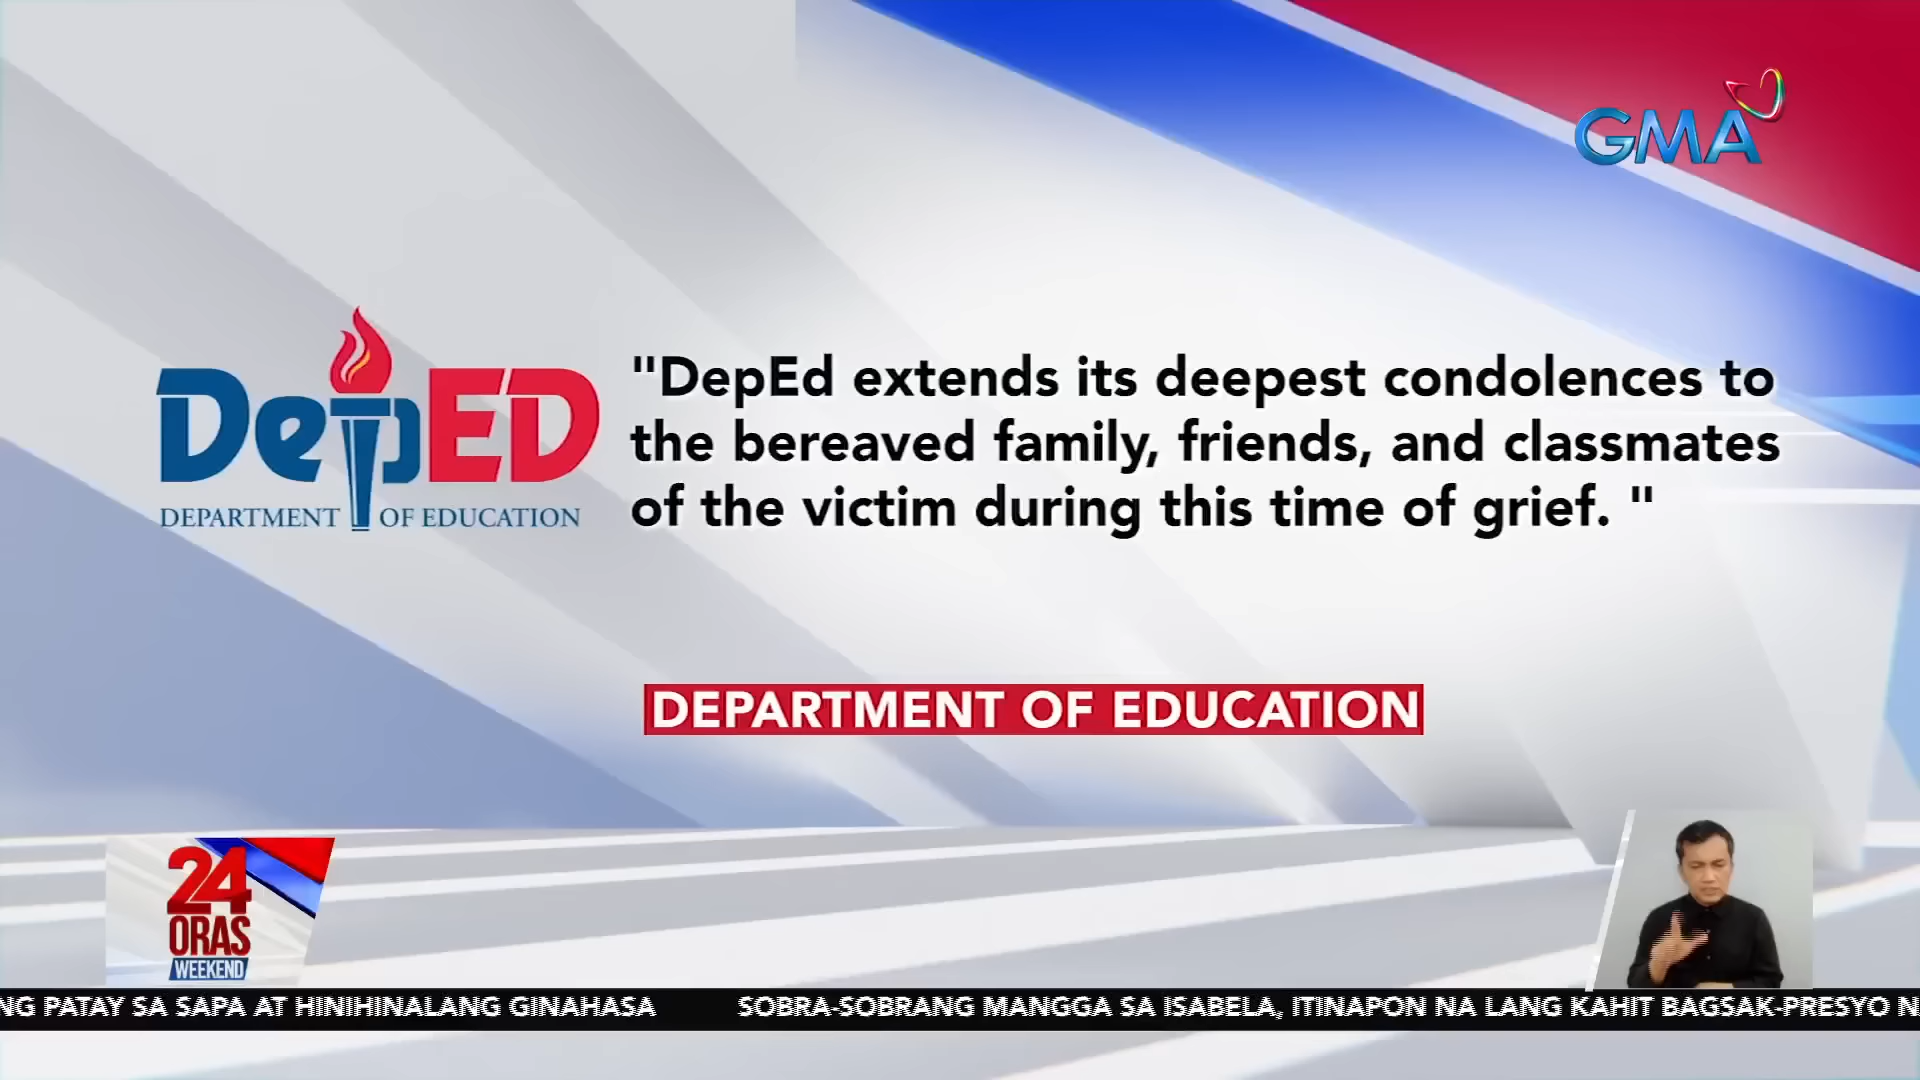 GMA
DepED
DEPARTMENT OF EDUCATION
"DepEd extends its deepest condolences to
the bereaved family, friends, and classmates
of the victim during this time of grief. "
DEPARTMENT OF EDUCATION
24
ORAS
WEEKEND
NG PATAY SA SAPA AT HINIHINALANG GINAHASA SOBRA-SOBRANG MANGGA SA ISABELA, ITINAPON NA LANG KAHIT BAGSAK-PRESYO